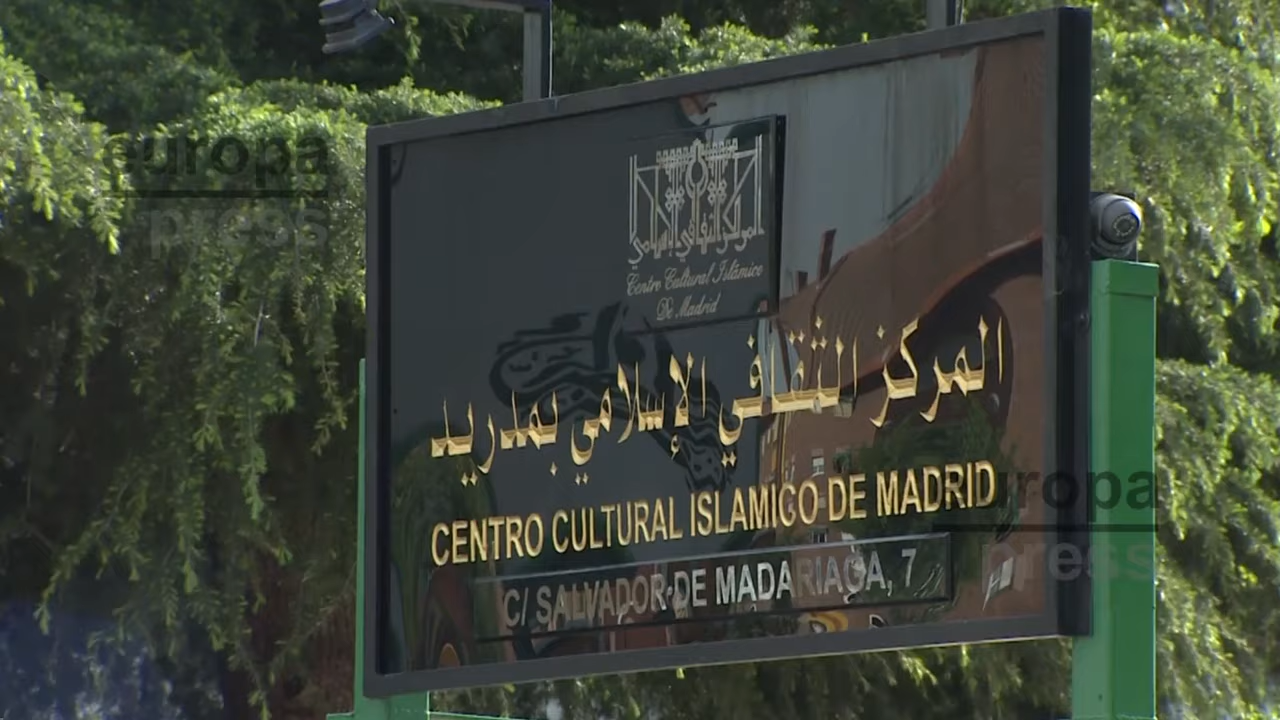 europa
press
المركز الثقافي الإسلامي
Centro Cultural Islámico
De Madrid
المركز الثقافي الإسلامي بمدريد
CENTRO CULTURAL ISLAMICO DE MADRID
C/ SALVADOR DE MADARIAGA, 7
europa
press